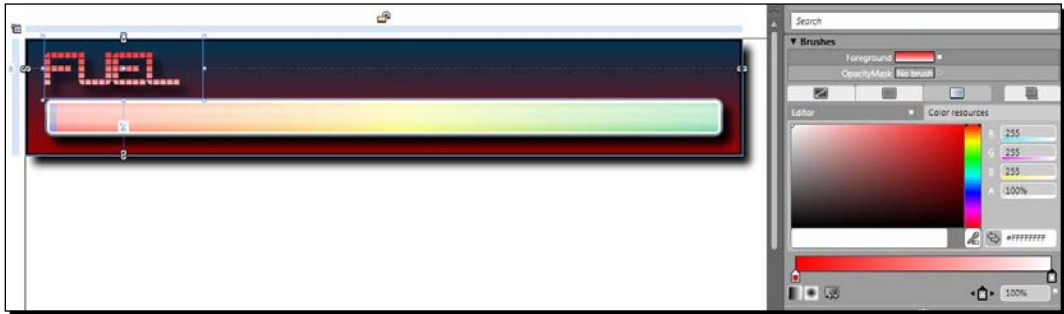 FUEL
Search
▼ Brushes
Foreground
OpacityMask No brush
Editor Color resources
R 255
G 255
B 255
A 100%
#FFFFFFFF
100%